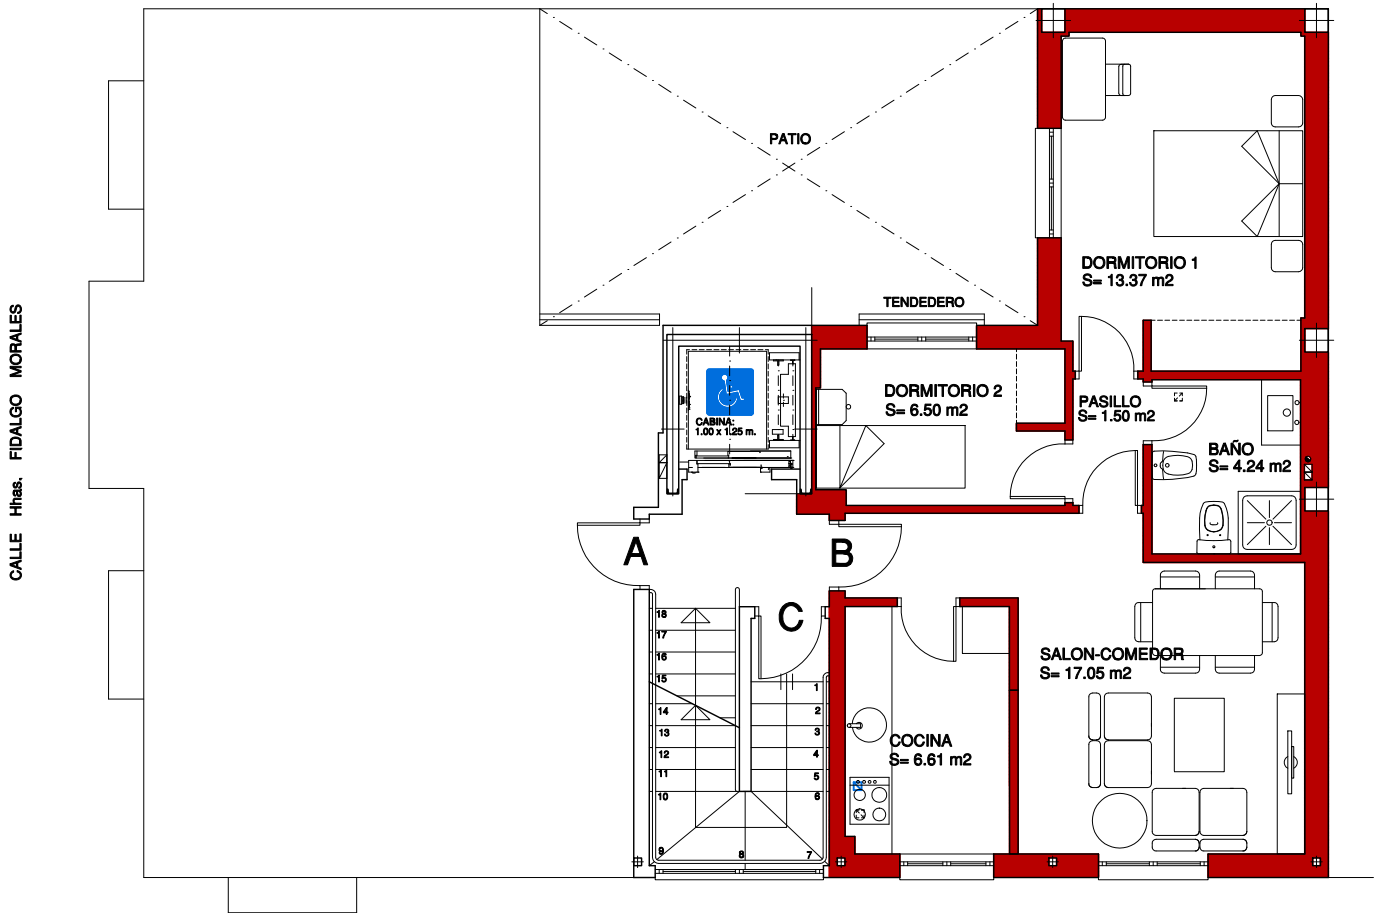 CALLE Hhas. FIDALGO MORALES
PATIO
TENDEDERO
DORMITORIO 1
S= 13.37 m2
DORMITORIO 2
S= 6.50 m2
PASILLO
S= 1.50 m2
BAÑO
S= 4.24 m2
CABINA:
1.00 x 1.25 m.
A
B
C
SALON-COMEDOR
S= 17.05 m2
COCINA
S= 6.61 m2
18
17
16
15
14
13
12
11
10
9
8
7
1
2
3
4
5
6